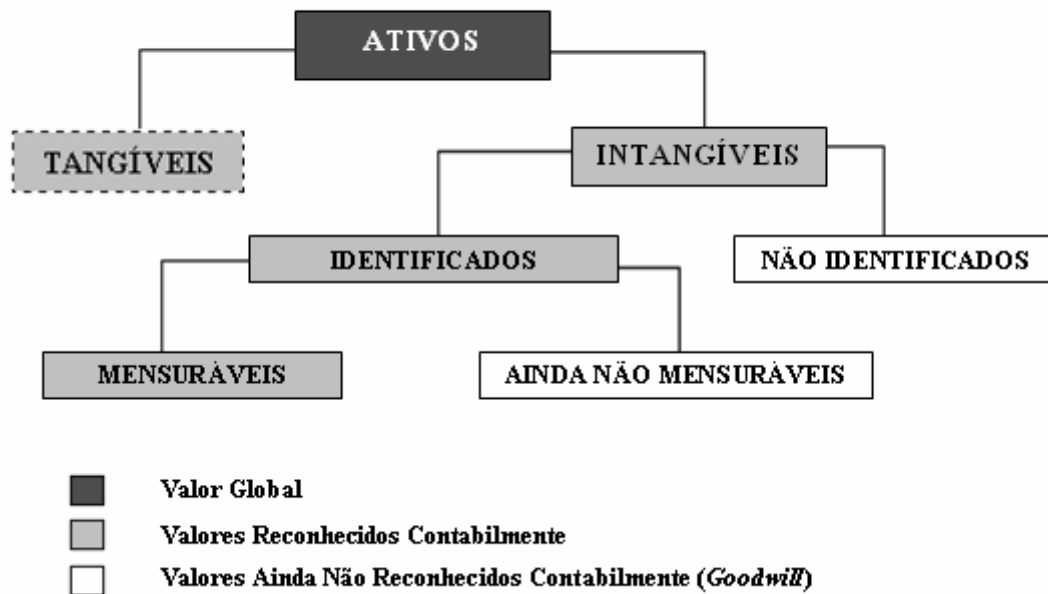 ATIVOS
TANGÍVEIS
INTANGÍVEIS
IDENTIFICADOS
NÃO IDENTIFICADOS
MENSURÁVEIS
AINDA NÃO MENSURÁVEIS
Valor Global
Valores Reconhecidos Contabilmente
Valores Ainda Não Reconhecidos Contabilmente (Goodwill)